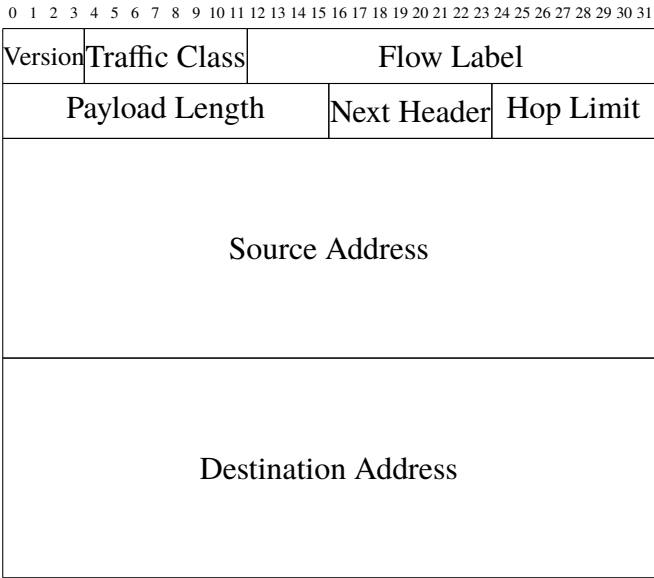 0 1 2 3 4 5 6 7 8 9 10 11 12 13 14 15 16 17 18 19 20 21 22 23 24 25 26 27 28 29 30 31
Version Traffic Class Flow Label
Payload Length Next Header Hop Limit
Source Address
Destination Address